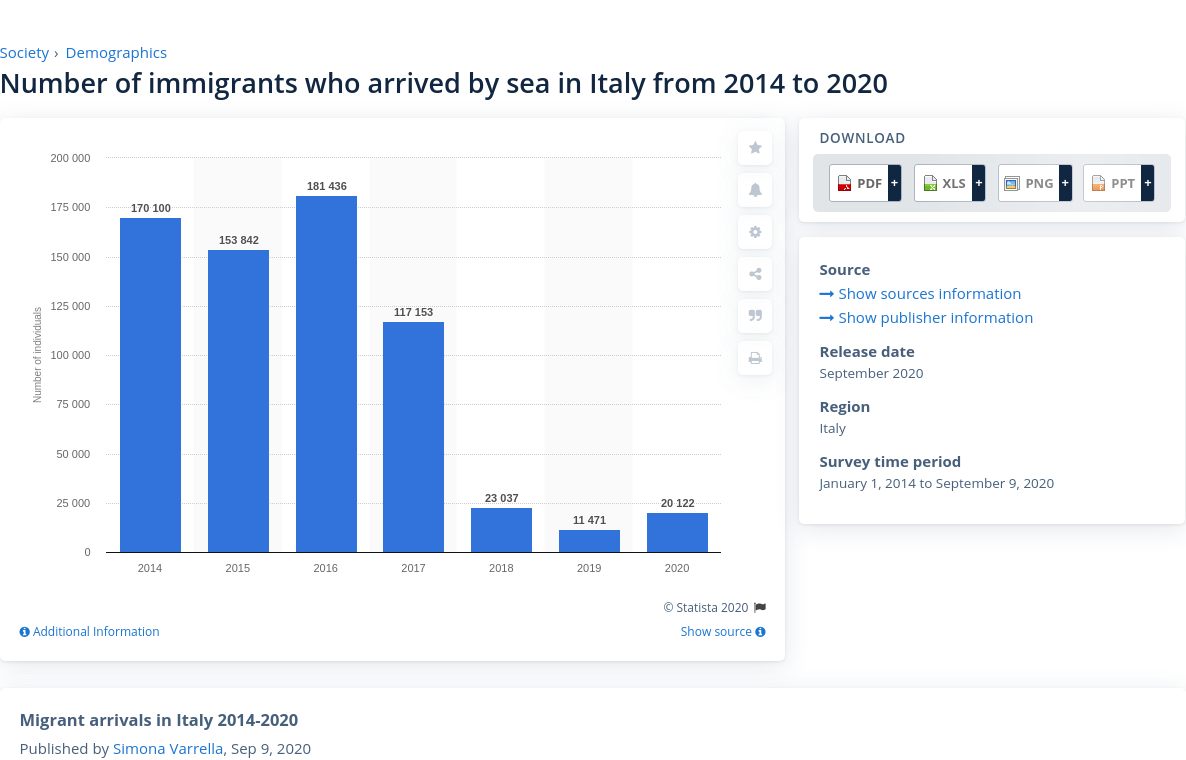 Society › Demographics
Number of immigrants who arrived by sea in Italy from 2014 to 2020
200 000
175 000
150 000
125 000
100 000
75 000
50 000
25 000
0
Number of individuals
170 100
153 842
181 436
117 153
23 037
11 471
20 122
2014
2015
2016
2017
2018
2019
2020
© Statista 2020
Additional Information
Show source
DOWNLOAD
PDF + XLS + PNG + PPT +
Source
Show sources information
Show publisher information
Release date
September 2020
Region
Italy
Survey time period
January 1, 2014 to September 9, 2020
Migrant arrivals in Italy 2014-2020
Published by Simona Varrella, Sep 9, 2020